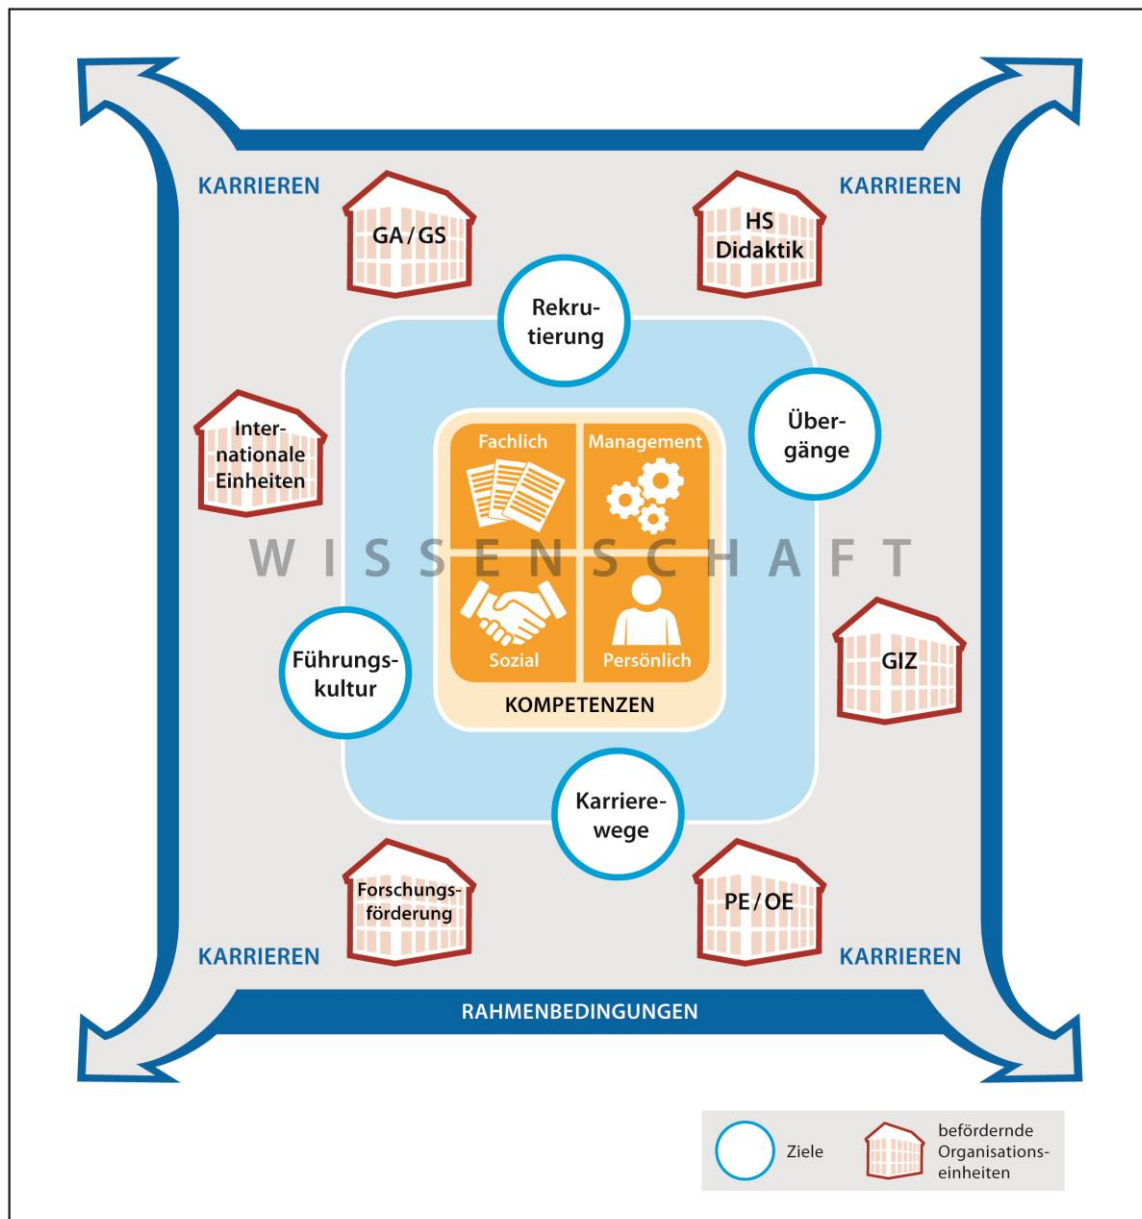 KARRIEREN
KARRIEREN
GA / GS
HS
Didaktik
Rekru-
tierung
Über-
gänge
Inter-
nationale
Einheiten
Fachlich
Management
WISSENSCHAFT
Sozial
Persönlich
KOMPETENZEN
Führungs-
kultur
GIZ
Karriere-
wege
Forschungs-
förderung
PE / OE
KARRIEREN
KARRIEREN
RAHMENBEDINGUNGEN
Ziele
befördernde
Organisations-
einheiten